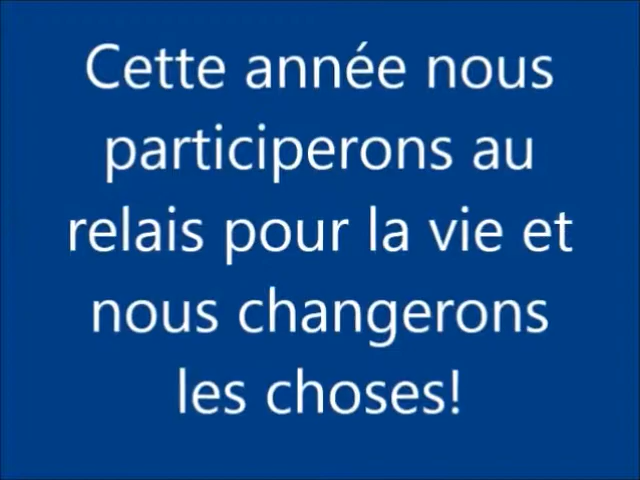 Cette année nous
participerons au
relais pour la vie et
nous changerons
les choses!